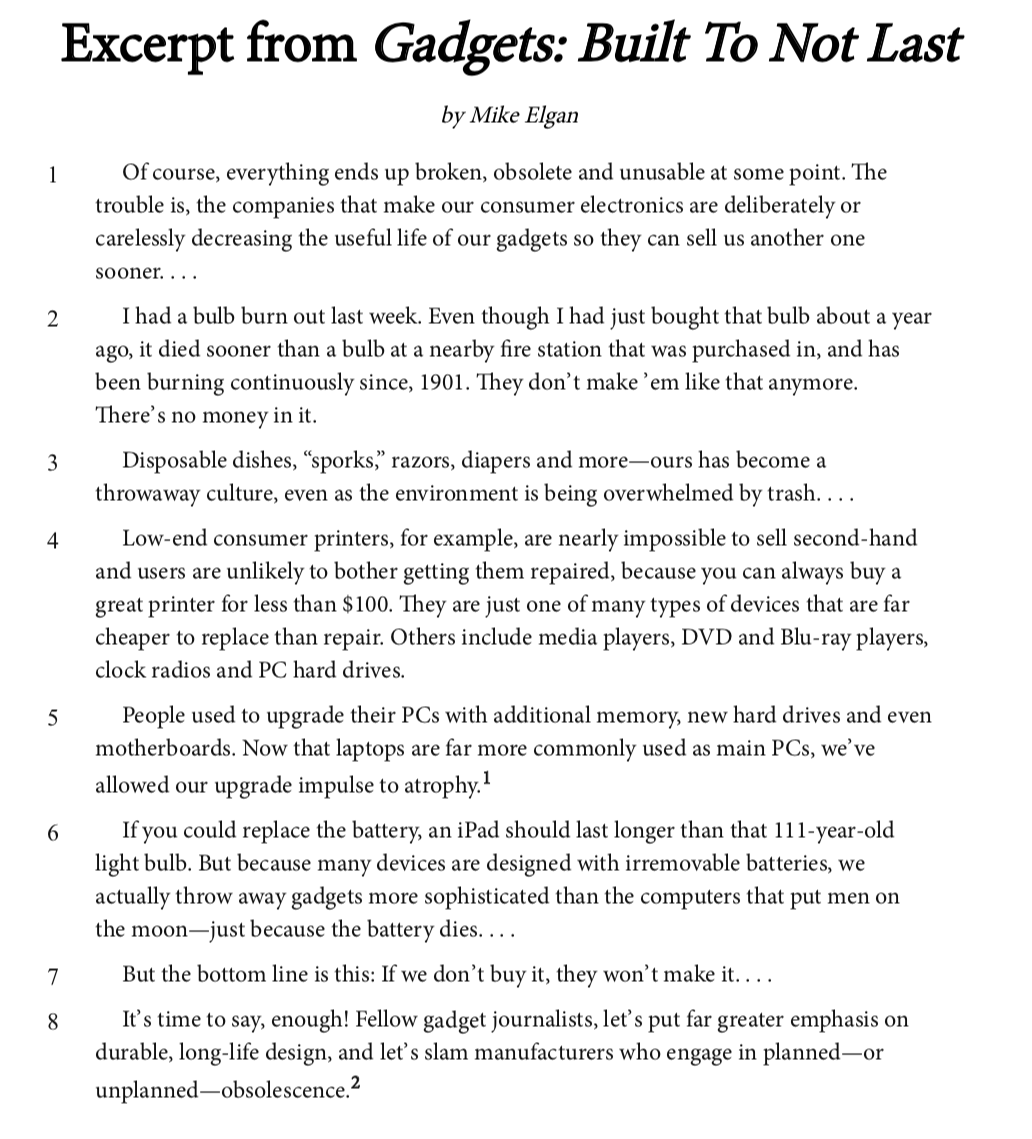 Excerpt from Gadgets: Built To Not Last
by Mike Elgan
1 Of course, everything ends up broken, obsolete and unusable at some point. The
trouble is, the companies that make our consumer electronics are deliberately or
carelessly decreasing the useful life of our gadgets so they can sell us another one
sooner. . . .
2 I had a bulb burn out last week. Even though I had just bought that bulb about a year
ago, it died sooner than a bulb at a nearby fire station that was purchased in, and has
been burning continuously since, 1901. They don’t make ’em like that anymore.
There’s no money in it.
3 Disposable dishes, “sporks,” razors, diapers and more—ours has become a
throwaway culture, even as the environment is being overwhelmed by trash. . . .
4 Low-end consumer printers, for example, are nearly impossible to sell second-hand
and users are unlikely to bother getting them repaired, because you can always buy a
great printer for less than $100. They are just one of many types of devices that are far
cheaper to replace than repair. Others include media players, DVD and Blu-ray players,
clock radios and PC hard drives.
5 People used to upgrade their PCs with additional memory, new hard drives and even
motherboards. Now that laptops are far more commonly used as main PCs, we’ve
allowed our upgrade impulse to atrophy.1
6 If you could replace the battery, an iPad should last longer than that 111-year-old
light bulb. But because many devices are designed with irremovable batteries, we
actually throw away gadgets more sophisticated than the computers that put men on
the moon—just because the battery dies. . . .
7 But the bottom line is this: If we don’t buy it, they won’t make it. . . .
8 It’s time to say, enough! Fellow gadget journalists, let’s put far greater emphasis on
durable, long-life design, and let’s slam manufacturers who engage in planned—or
unplanned—obsolescence.2